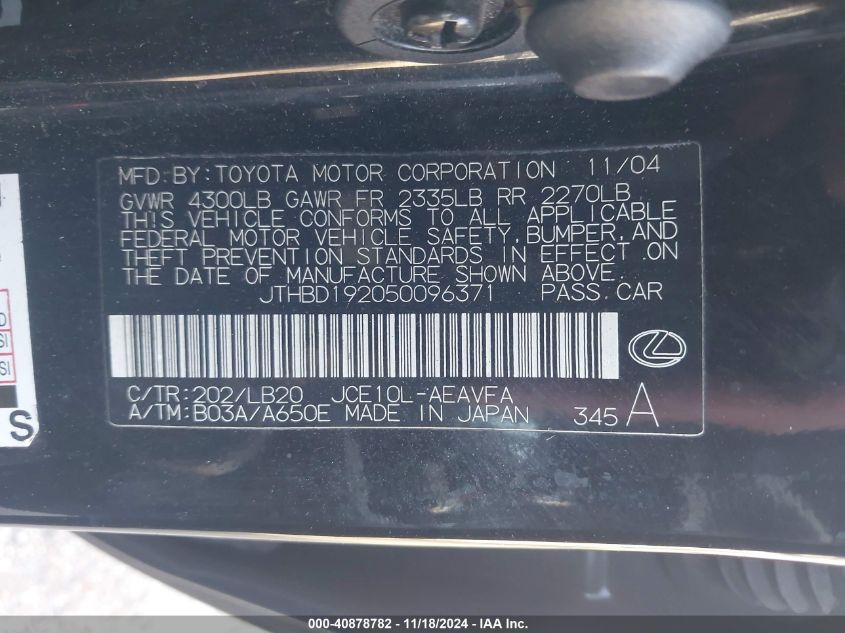 MFD.BY:TOYOTA MOTOR CORPORATION 11/04
GVWR 4300LB GAWR FR 2335LB RR 2270LB
THIS VEHICLE CONFORMS TO ALL APPLICABLE
FEDERAL MOTOR VEHICLE SAFETY,BUMPER,AND
THEFT PREVENTION STANDARDS IN EFFECT ON
THE DATE OF MANUFACTURE SHOWN ABOVE.
JTHBD192050096371 PASS.CAR
C/TR:202/LB20 JCE10L-AEAVFA
A/TM:B03A/A650E MADE IN JAPAN 345 A
S
000-40878782 - 11/18/2024 - IAA Inc.